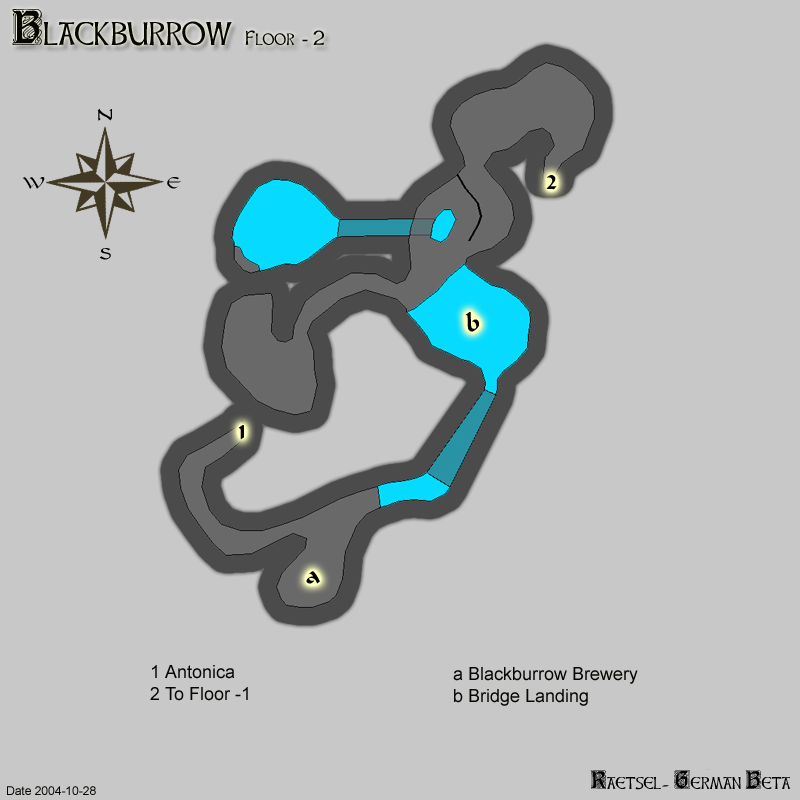 Blackburrow Floor - 2
N
W E
S
2
b
1
a
1 Antonica
2 To Floor -1
a Blackburrow Brewery
b Bridge Landing
Raetsel- German Beta
Date 2004-10-28